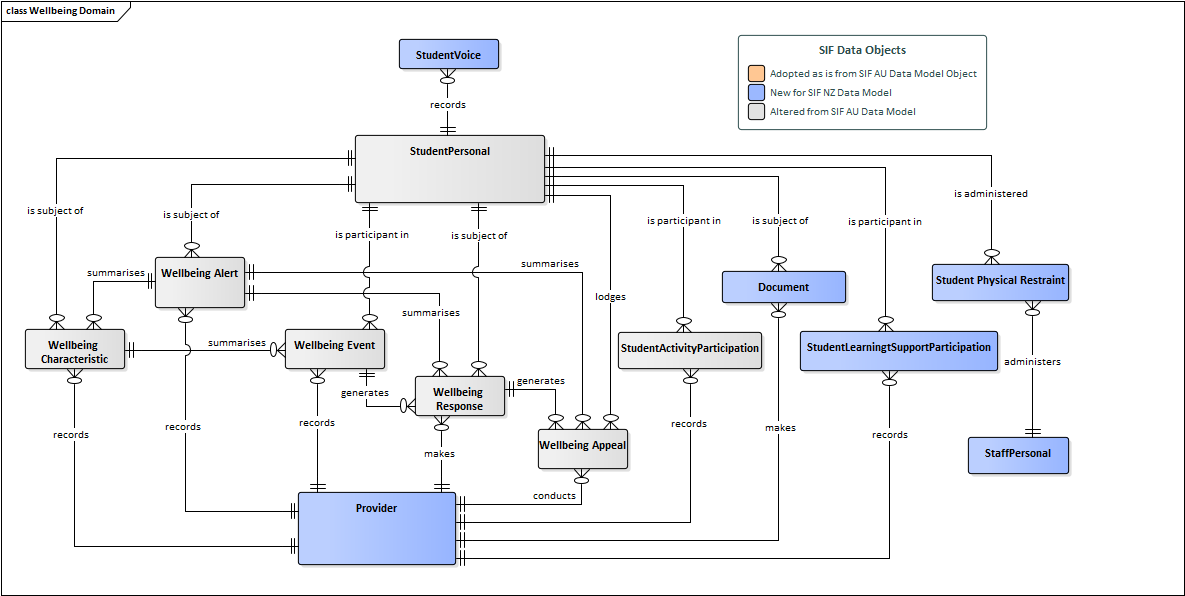 class Wellbeing Domain
StudentVoice
SIF Data Objects
Adopted as is from SIF AU Data Model Object
New for SIF NZ Data Model
Altered from SIF AU Data Model
records
StudentPersonal
is administered
is subject of
is subject of
is participant in
is subject of
is participant in
is subject of
is participant in
summarises
Wellbeing Alert
summarises
Student Physical Restraint
Document
lodges
summarises
Wellbeing
Characteristic
summarises
Wellbeing Event
StudentActivityParticipation
StudentLearningtSupportParticipation
administers
generates
generates
Wellbeing
Response
records
records
records
makes
Wellbeing Appeal
records
makes
records
StaffPersonal
conducts
Provider